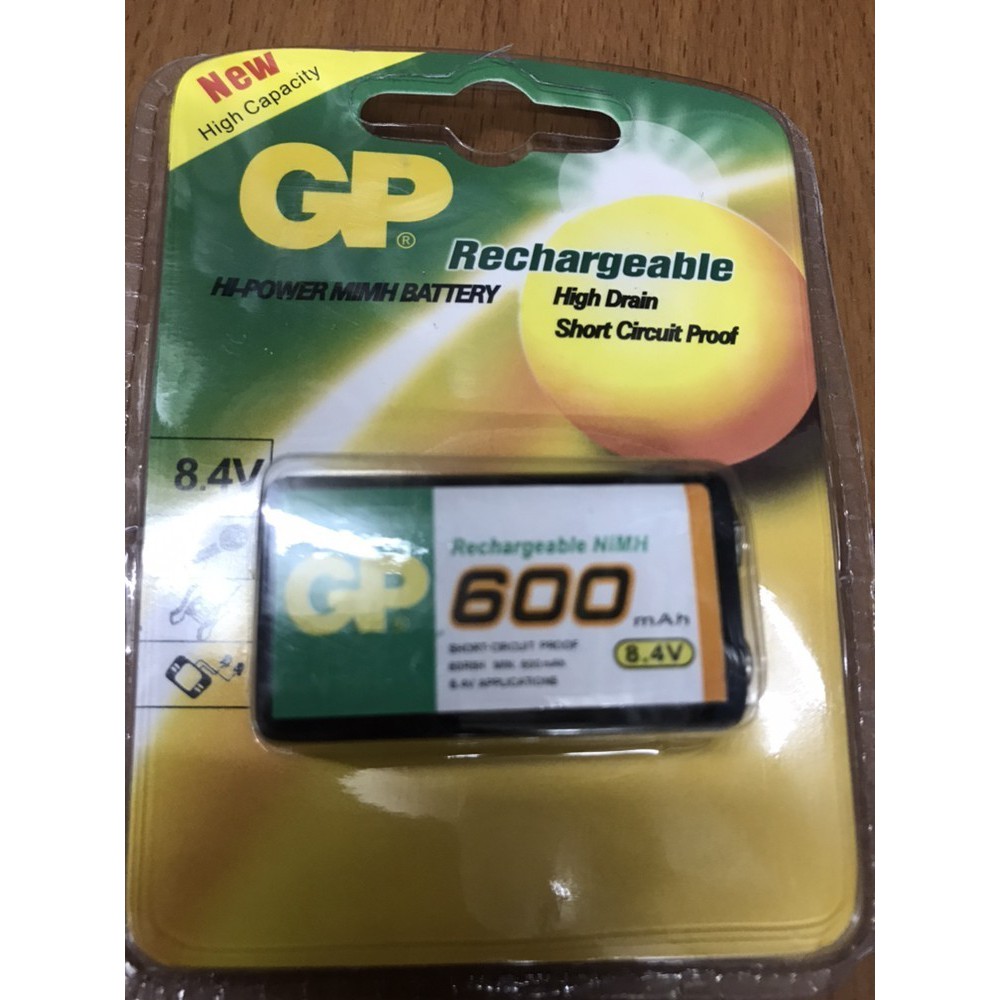 New
High Capacity
GP®
Rechargeable
HI-POWER MIMH BATTERY
High Drain
Short Circuit Proof
8.4V
GP®
Rechargeable NiMH
600 mAh
SHORT CIRCUIT PROOF
8.4V
8.4V APPLICATIONS